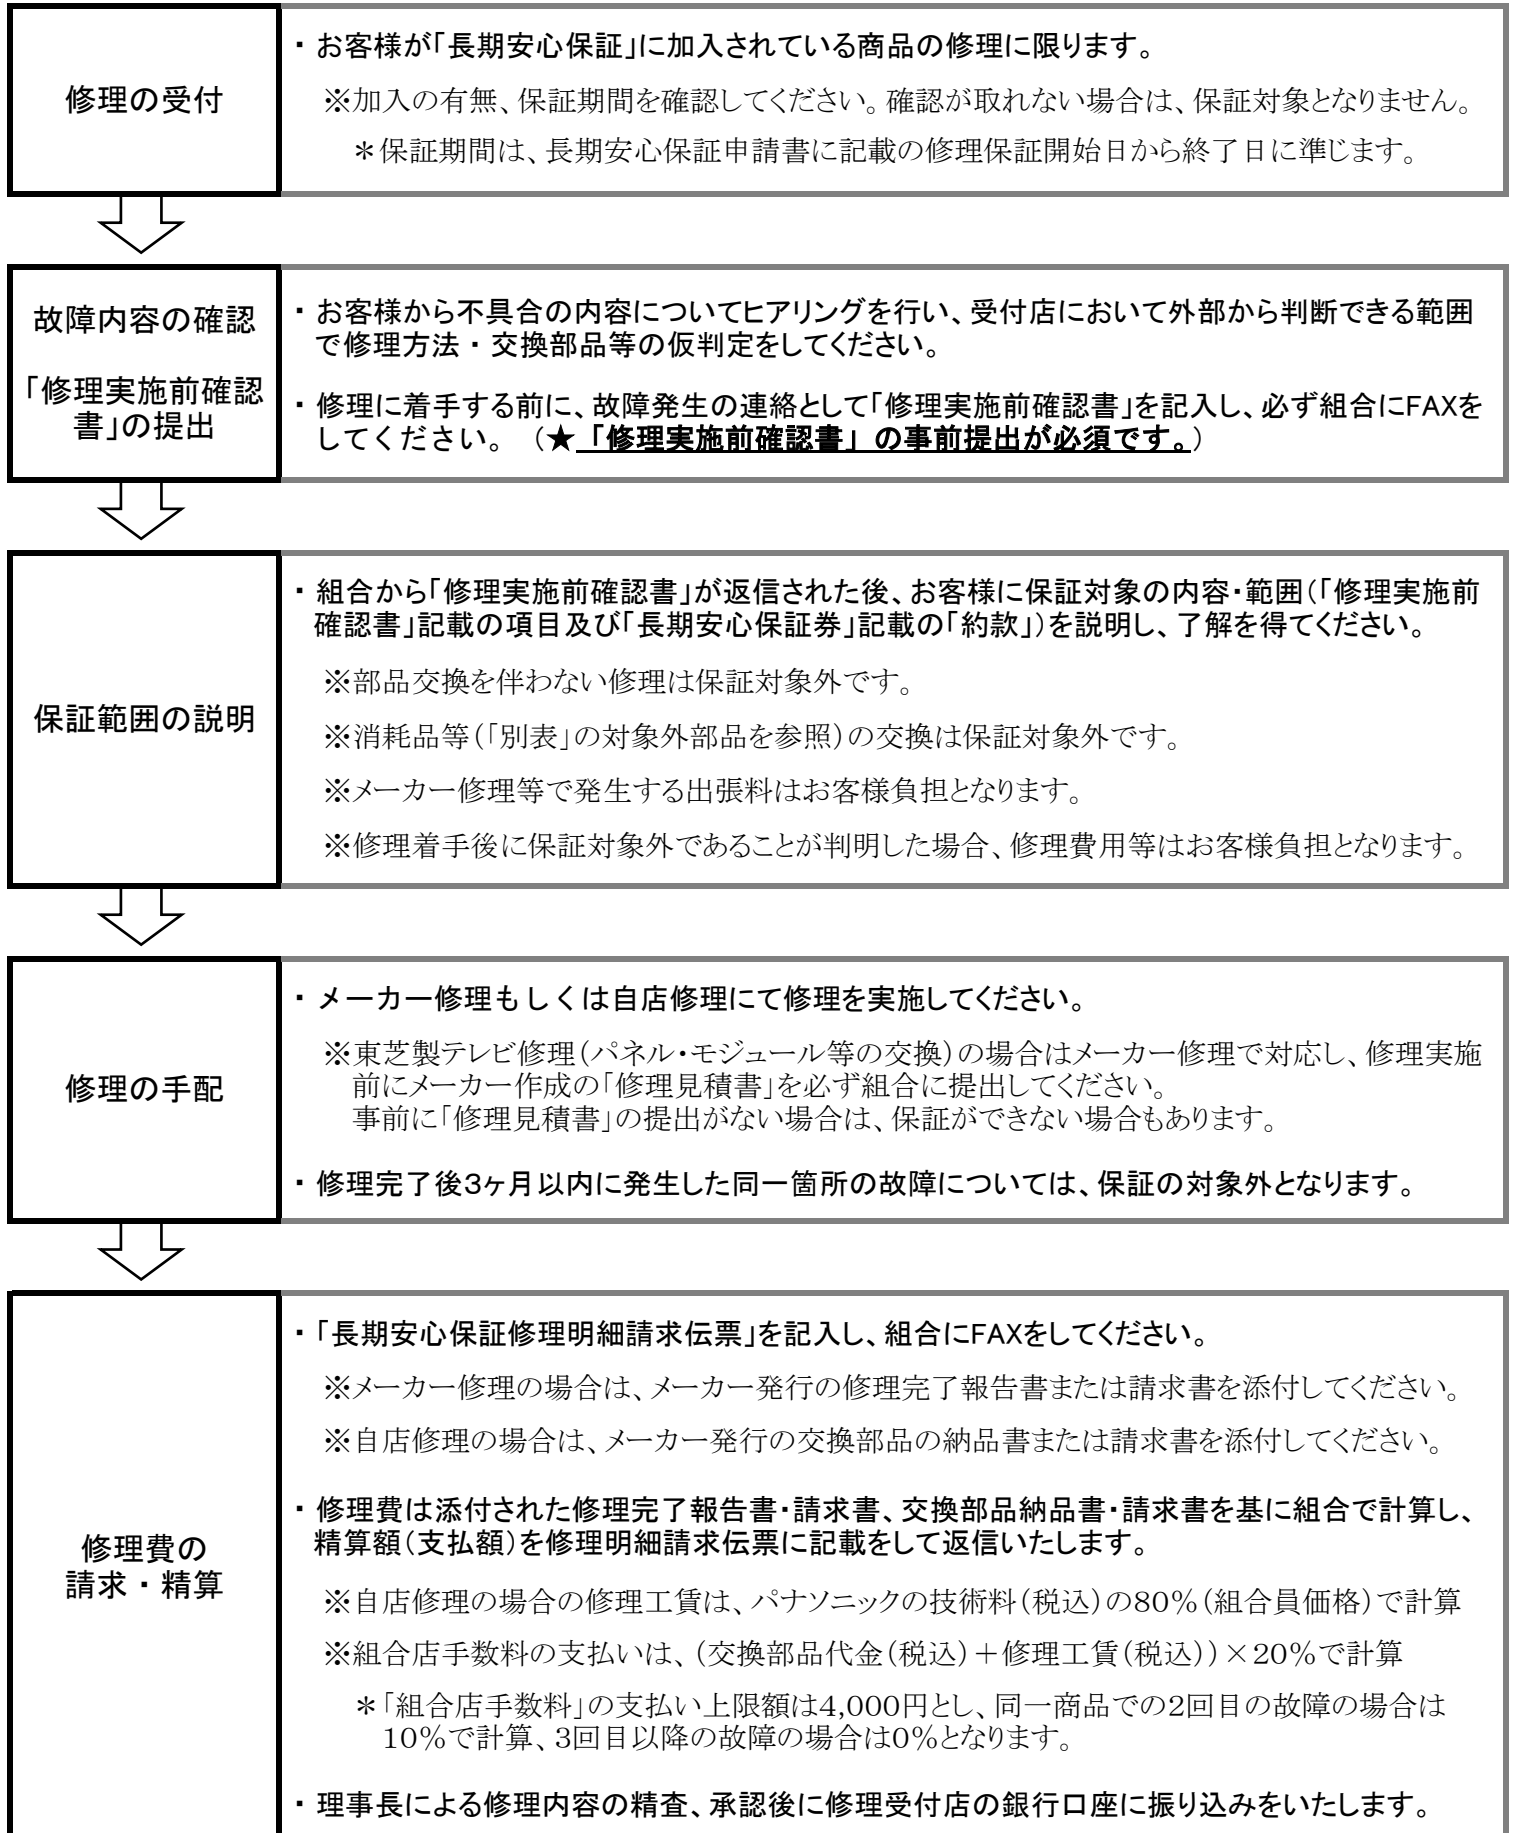 修理の受付
・ お客様が「長期安心保証」に加入されている商品の修理に限ります。
※加入の有無、保証期間を確認してください。確認が取れない場合は、保証対象となりません。
＊保証期間は、長期安心保証申請書に記載の修理保証開始日から終了日に準じます。
故障内容の確認
「修理実施前確認
書」の提出
・ お客様から不具合の内容についてヒアリングを行い、受付店において外部から判断できる範囲
で修理方法・交換部品等の仮判定をしてください。
・ 修理に着手する前に、故障発生の連絡として「修理実施前確認書」を記入し、必ず組合にFAXを
してください。 （★「修理実施前確認書」の事前提出が必須です。）
保証範囲の説明
・ 組合から「修理実施前確認書」が返信された後、お客様に保証対象の内容・範囲（「修理実施前
確認書」記載の項目及び「長期安心保証券」記載の「約款」）を説明し、了解を得てください。
※部品交換を伴わない修理は保証対象外です。
※消耗品等（「別表」の対象外部品を参照）の交換は保証対象外です。
※メーカー修理等で発生する出張料はお客様負担となります。
※修理着手後に保証対象外であることが判明した場合、修理費用等はお客様負担となります。
修理の手配
・ メーカー修理もしくは自店修理にて修理を実施してください。
※東芝製テレビ修理（パネル・モジュール等の交換）の場合はメーカー修理で対応し、修理実施
前にメーカー作成の「修理見積書」を必ず組合に提出してください。
事前に「修理見積書」の提出がない場合は、保証ができない場合もあります。
・ 修理完了後3ヶ月以内に発生した同一箇所の故障については、保証の対象外となります。
修理費の
請求・精算
・ 「長期安心保証修理明細請求伝票」を記入し、組合にFAXをしてください。
※メーカー修理の場合は、メーカー発行の修理完了報告書または請求書を添付してください。
※自店修理の場合は、メーカー発行の交換部品の納品書または請求書を添付してください。
・ 修理費は添付された修理完了報告書・請求書、交換部品納品書・請求書を基に組合で計算し、
精算額（支払額）を修理明細請求伝票に記載をして返信いたします。
※自店修理の場合の修理工賃は、パナソニックの技術料（税込）の80％（組合員価格）で計算
※組合店手数料の支払いは、（交換部品代金（税込）＋修理工賃（税込））×20％で計算
＊「組合店手数料」の支払い上限額は4,000円とし、同一商品での2回目の故障の場合は
10％で計算、3回目以降の故障の場合は0％となります。
・ 理事長による修理内容の精査、承認後に修理受付店の銀行口座に振り込みをいたします。